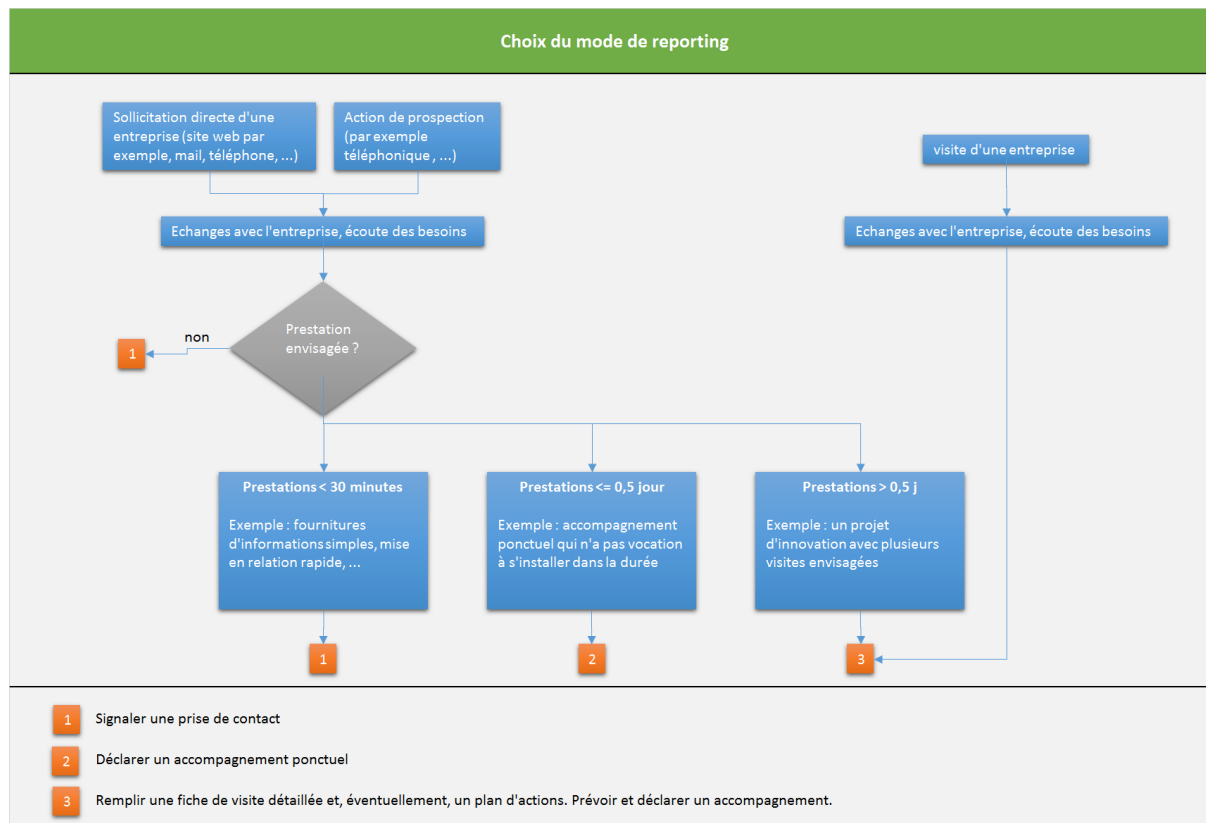 Choix du mode de reporting
Sollicitation directe d'une
entreprise (site web par
exemple, mail, téléphone, ...)
Action de prospection
(par exemple
téléphonique , ...)
visite d'une entreprise
Echanges avec l'entreprise, écoute des besoins
Echanges avec l'entreprise, écoute des besoins
Prestation
envisagée ?
non
1
Prestations < 30 minutes
Exemple : fournitures
d'informations simples, mise
en relation rapide, ...
Prestations <= 0,5 jour
Exemple : accompagnement
ponctuel qui n'a pas vocation
à s'installer dans la durée
Prestations > 0,5 j
Exemple : un projet
d'innovation avec plusieurs
visites envisagées
1
2
3
1 Signaler une prise de contact
2 Déclarer un accompagnement ponctuel
3 Remplir une fiche de visite détaillée et, éventuellement, un plan d'actions. Prévoir et déclarer un accompagnement.